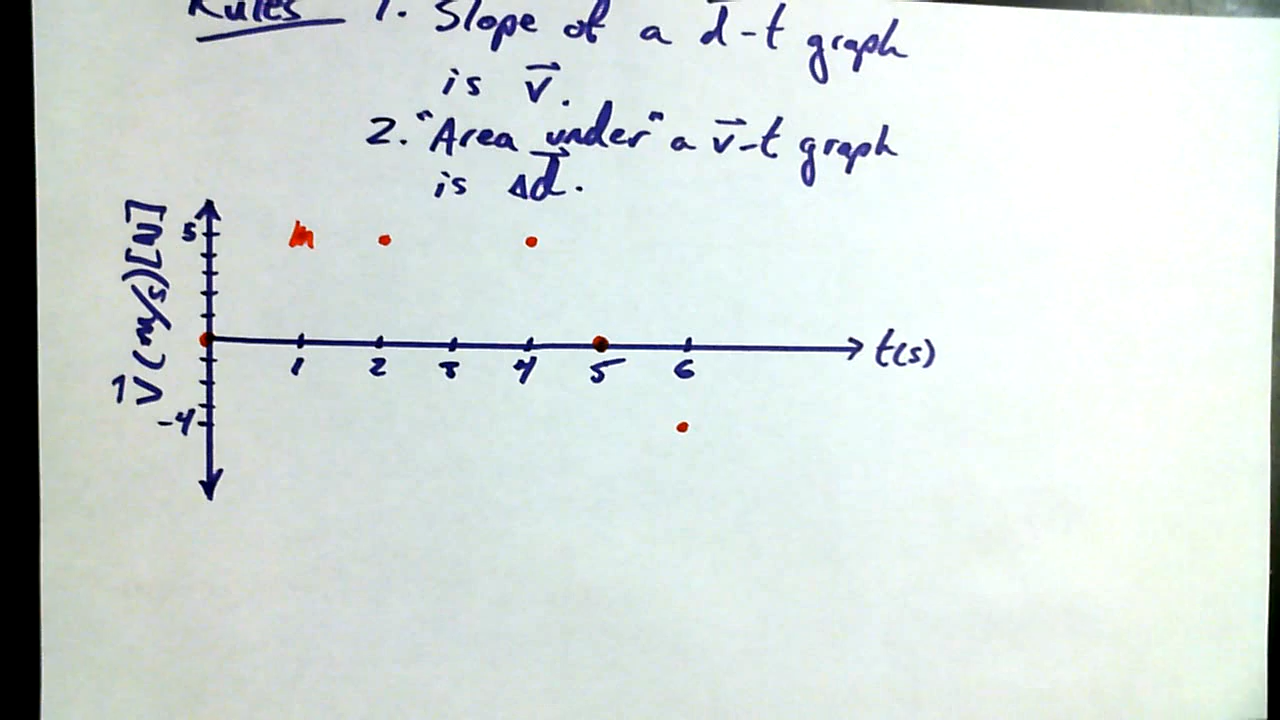 Rules 1. Slope of a d⃗-t graph
is v⃗.
2. "Area under" a v⃗-t graph
is Δd⃗.
v⃗ (m/s)[N]
5
-4
1 2 3 4 5 6 t(s)